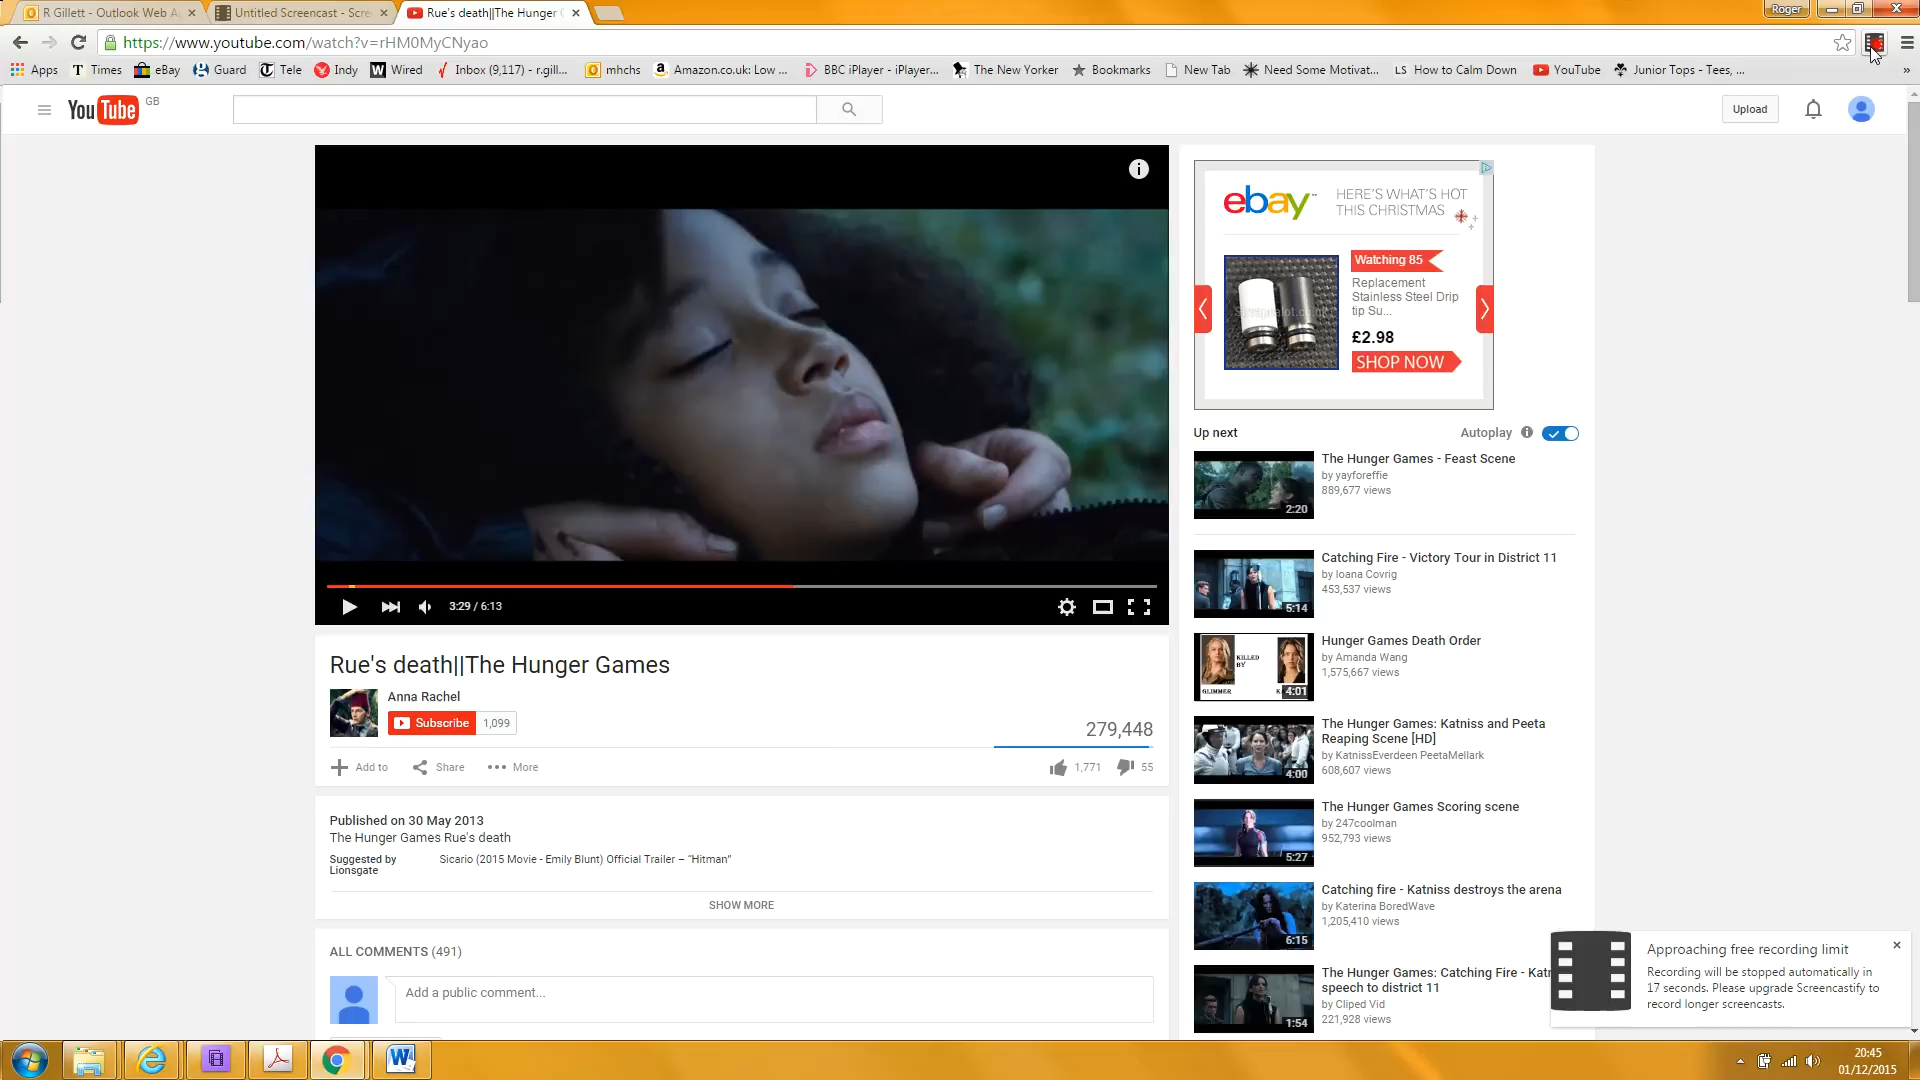 R Gillett - Outlook Web A
Untitled Screencast - Scre
Rue's death||The Hunger G
Roger
https://www.youtube.com/watch?v=rHM0MyCNyao
Apps
Times
eBay
Guard
Tele
Indy
Wired
Inbox (9,117) - r.gill...
mhchs
Amazon.co.uk: Low ...
BBC iPlayer - iPlayer...
The New Yorker
Bookmarks
New Tab
Need Some Motivat...
LS How to Calm Down
YouTube
Junior Tops - Tees, ...
»
YouTube GB
Upload
ebay™
HERE'S WHAT'S HOT
THIS CHRISTMAS
Watching 85
Replacement
Stainless Steel Drip
tip Su...
£2.98
SHOP NOW
Up next
Autoplay
The Hunger Games - Feast Scene
by yayforeffie
889,677 views
2:20
Catching Fire - Victory Tour in District 11
by Ioana Covrig
453,537 views
5:14
Hunger Games Death Order
by Amanda Wang
1,575,667 views
KILLED
BY
GLIMMER
4:01
The Hunger Games: Katniss and Peeta
Reaping Scene [HD]
by KatnissEverdeen PeetaMellark
608,607 views
4:00
The Hunger Games Scoring scene
by 247coolman
952,793 views
5:27
Catching fire - Katniss destroys the arena
by Katerina BoredWave
1,205,410 views
6:15
The Hunger Games: Catching Fire - Katn
speech to district 11
by Cliped Vid
221,928 views
1:54
3:29 / 6:13
Rue's death||The Hunger Games
Anna Rachel
Subscribe 1,099
279,448
Add to
Share
More
1,771
55
Published on 30 May 2013
The Hunger Games Rue's death
Suggested by
Lionsgate
Sicario (2015 Movie - Emily Blunt) Official Trailer – "Hitman"
SHOW MORE
ALL COMMENTS (491)
Add a public comment...
Approaching free recording limit
Recording will be stopped automatically in
17 seconds. Please upgrade Screencastify to
record longer screencasts.
20:45
01/12/2015